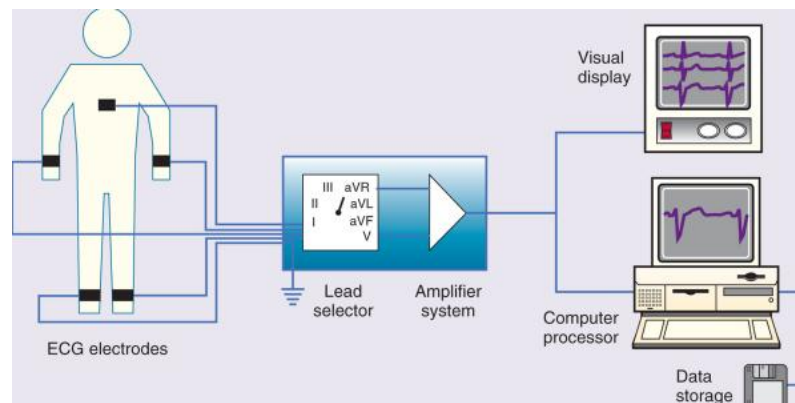 Visual
display
III aVR
II aVL
I aVF
V
Lead
selector
Amplifier
system
ECG electrodes
Computer
processor
Data
storage